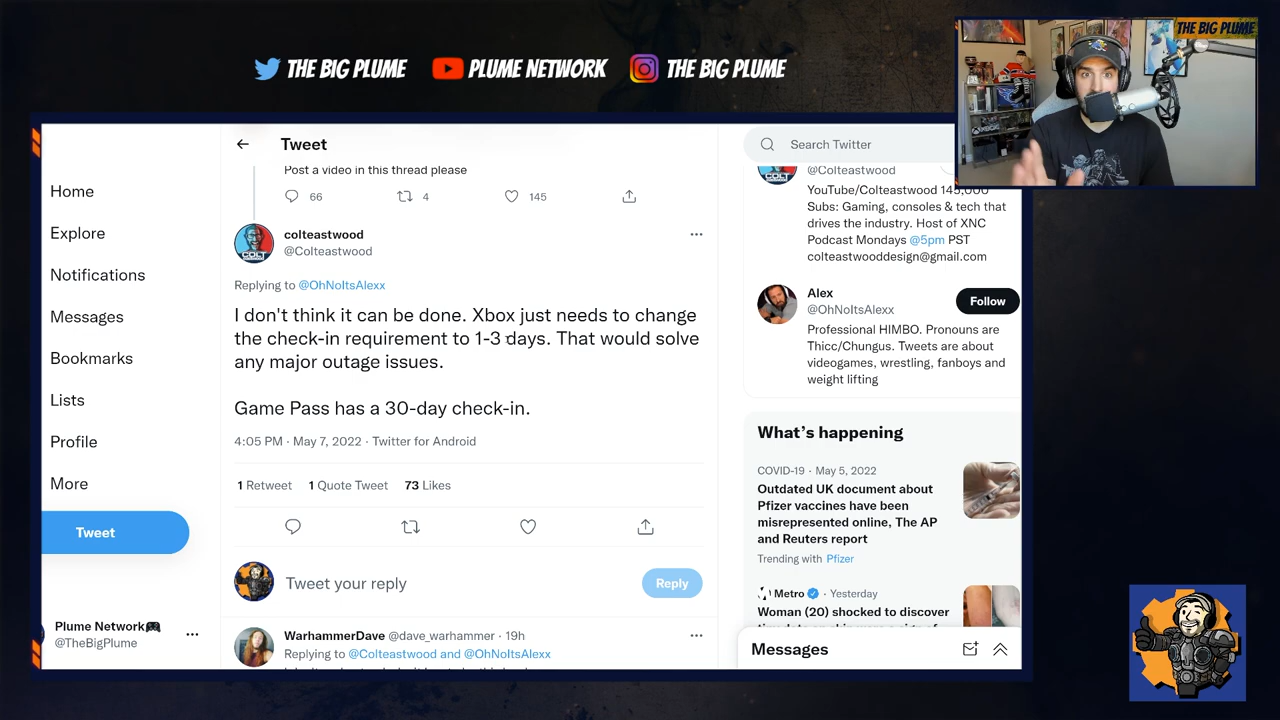 THE BIG PLUME
THE BIG PLUME PLUME NETWORK THE BIG PLUME
Home
Explore
Notifications
Messages
Bookmarks
Lists
Profile
More
Tweet
Plume Network
@TheBigPlume
Tweet
Post a video in this thread please
66 4 145
COLT
colteastwood
@Colteastwood
Replying to @OhNoItsAlexx
I don't think it can be done. Xbox just needs to change
the check-in requirement to 1-3 days. That would solve
any major outage issues.
Game Pass has a 30-day check-in.
4:05 PM · May 7, 2022 · Twitter for Android
1 Retweet 1 Quote Tweet 73 Likes
Tweet your reply
Reply
WarhammerDave @dave_warhammer · 19h
Replying to @Colteastwood and @OhNoItsAlexx
Search Twitter
COLT
@Colteastwood
YouTube/Colteastwood 145,000
Subs: Gaming, consoles & tech that
drives the industry. Host of XNC
Podcast Mondays @5pm PST
colteastwooddesign@gmail.com
Alex
@OhNoItsAlexx
Follow
Professional HIMBO. Pronouns are
Thicc/Chungus. Tweets are about
videogames, wrestling, fanboys and
weight lifting
What's happening
COVID-19 · May 5, 2022
Outdated UK document about
Pfizer vaccines have been
misrepresented online, The AP
and Reuters report
Trending with Pfizer
Metro · Yesterday
Woman (20) shocked to discover
Messages